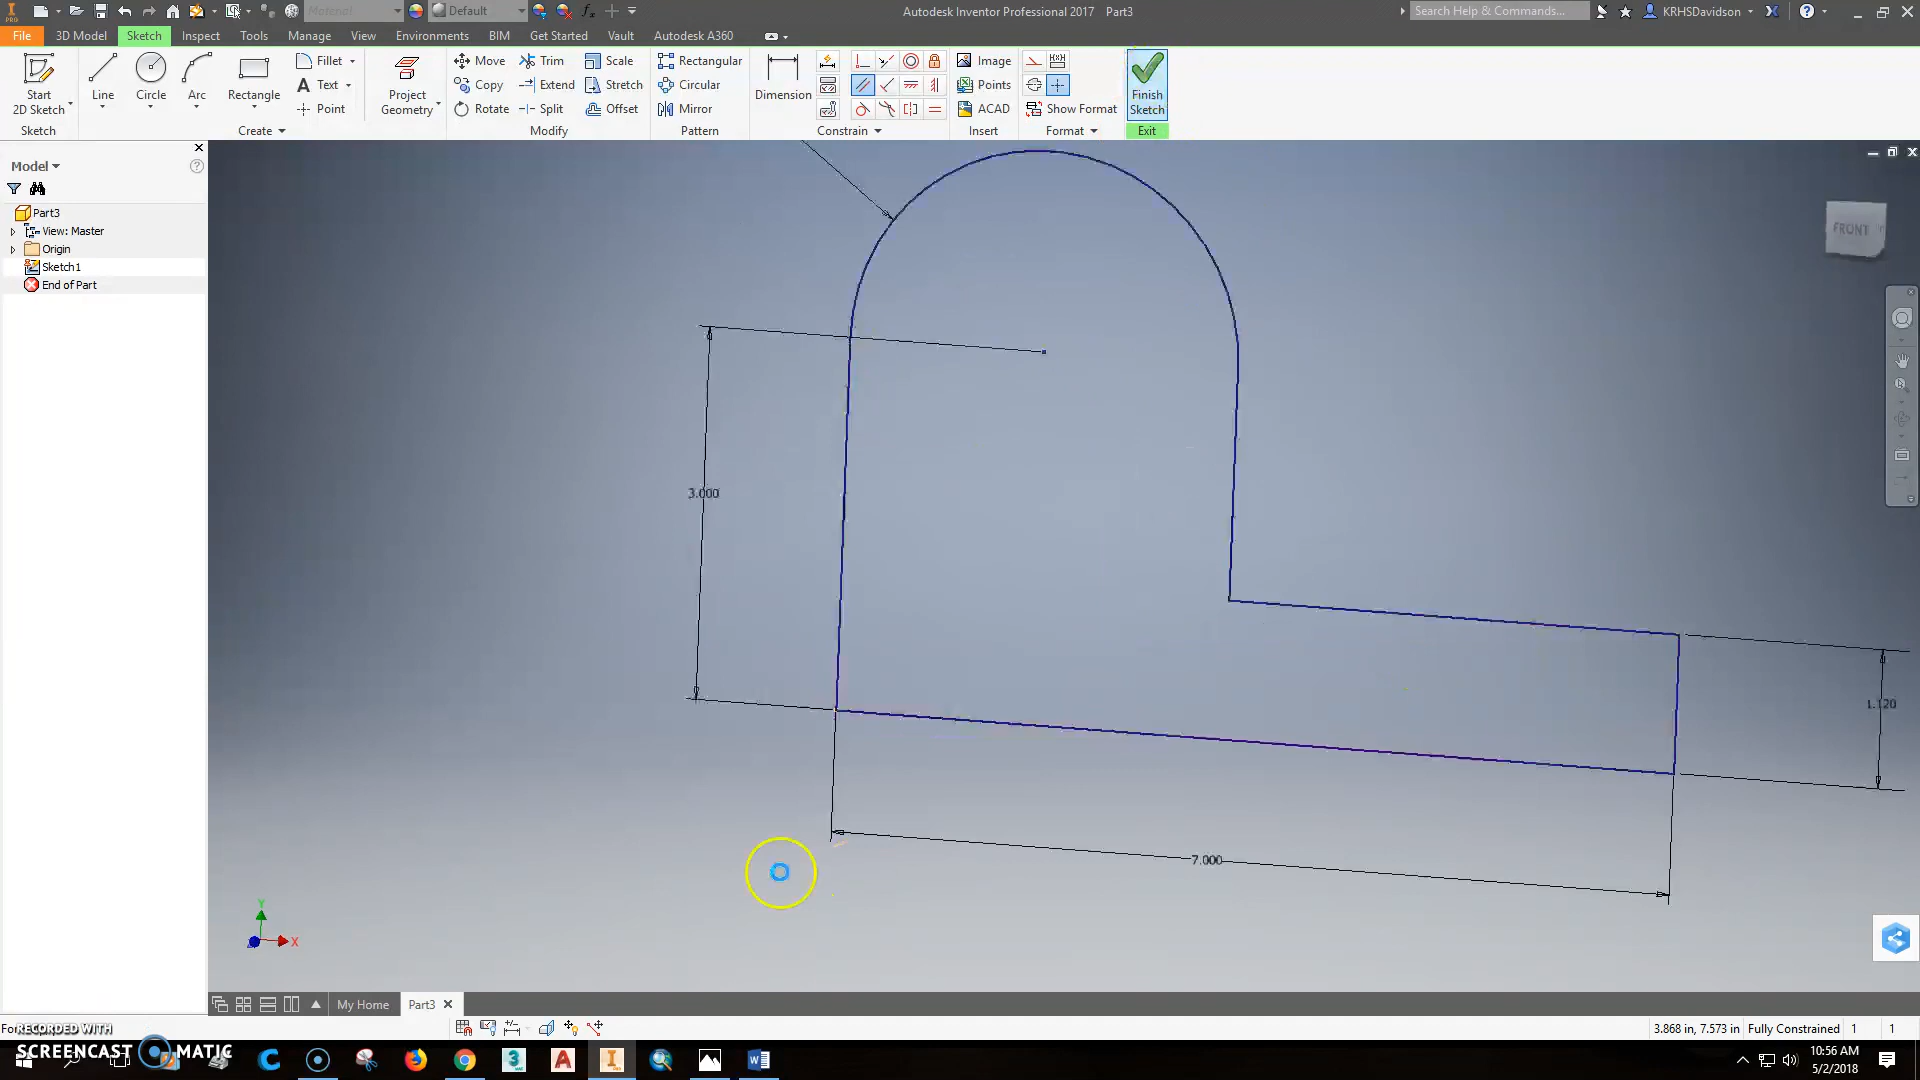 Material
Default
Autodesk Inventor Professional 2017 Part3
Search Help & Commands...
KRHSDavidson
PRO
File 3D Model Sketch Inspect Tools Manage View Environments BIM Get Started Vault Autodesk A360
Start
2D Sketch
Line
Circle
Arc
Rectangle
Fillet
Text
Point
Project
Geometry
Move
Copy
Rotate
Trim
Extend
Split
Scale
Stretch
Offset
Rectangular
Circular
Mirror
Dimension
Image
Points
ACAD
Show Format
Finish
Sketch
Sketch
Create
Modify
Pattern
Constrain
Insert
Format
Exit
Model
Part3
View: Master
Origin
Sketch1
End of Part
FRONT
3.000
1.120
7.000
Y
X
My Home
Part3
For
3.868 in, 7.573 in Fully Constrained 1 1
RECORDED WITH
SCREENCAST MATIC
10:56 AM
5/2/2018